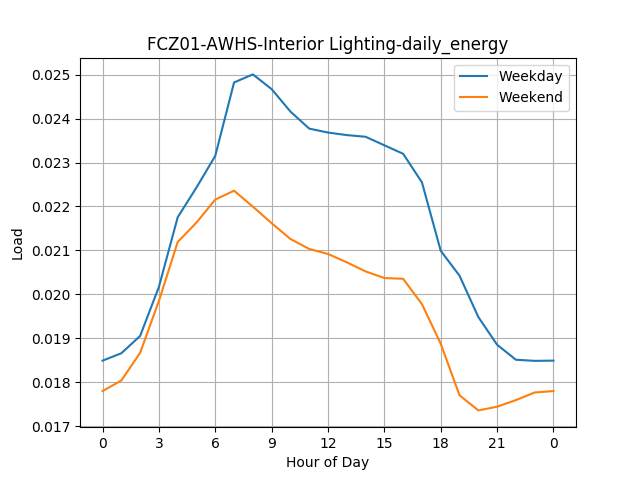 FCZ01-AWHS-Interior Lighting-daily_energy
0.025
0.024
0.023
0.022
0.021
0.020
0.019
0.018
0.017
Load
Weekday
Weekend
0 3 6 9 12 15 18 21 0
Hour of Day